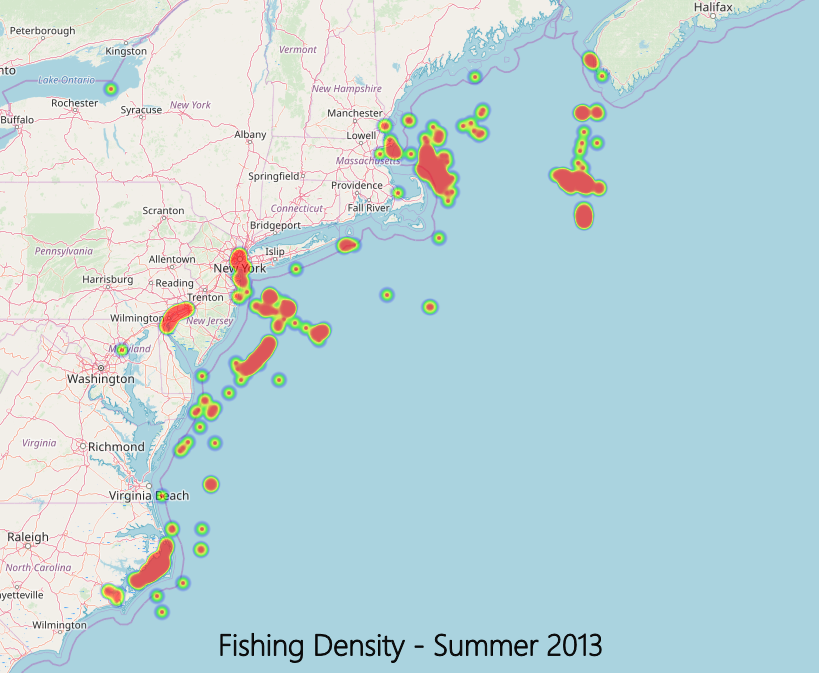 Halifax
Peterborough
Kingston
Vermont
nto
Lake Ontario
New Hampshire
Rochester
New York
Syracuse
Manchester
Buffalo
Albany
Lowell
Massachusetts
Springfield
Providence
Connecticut
Fall River
Scranton
Bridgeport
Pennsylvania
Islip
Allentown
New York
Harrisburg
Reading
Trenton
Wilmington
New Jersey
Maryland
Washington
Virginia
Richmond
Virginia Beach
Raleigh
North Carolina
ayetteville
Wilmington
Fishing Density - Summer 2013